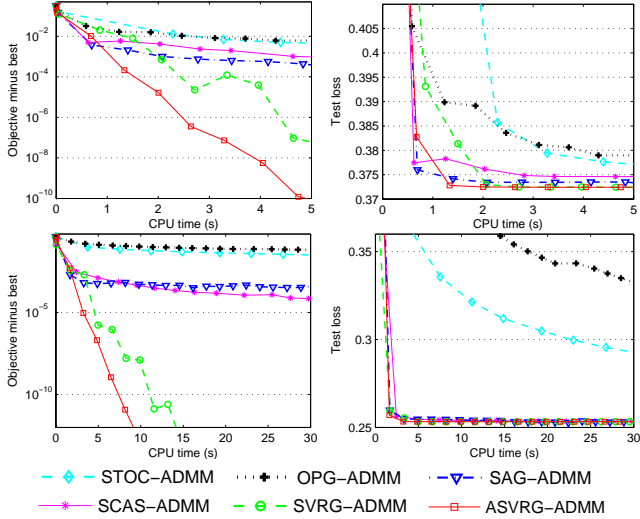 10^−2
10^−4
10^−6
10^−8
10^−10
0 1 2 3 4 5
CPU time (s)
Objective minus best
0.405
0.4
0.395
0.39
0.385
0.38
0.375
0.37
0 1 2 3 4 5
CPU time (s)
Test loss
10^−5
10^−10
0 5 10 15 20 25 30
CPU time (s)
Objective minus best
0.35
0.3
0.25
0 5 10 15 20 25 30
CPU time (s)
Test loss
STOC−ADMM OPG−ADMM SAG−ADMM
SCAS−ADMM SVRG−ADMM ASVRG−ADMM